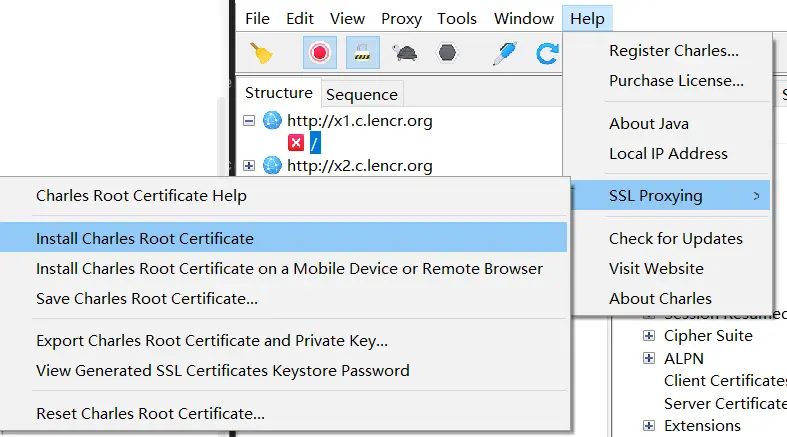 File Edit View Proxy Tools Window Help
Structure Sequence
http://x1.c.lencr.org
/
http://x2.c.lencr.org
Register Charles...
Purchase License...
About Java
Local IP Address
SSL Proxying >
Check for Updates
Visit Website
About Charles
Charles Root Certificate Help
Install Charles Root Certificate
Install Charles Root Certificate on a Mobile Device or Remote Browser
Save Charles Root Certificate...
Export Charles Root Certificate and Private Key...
View Generated SSL Certificates Keystore Password
Reset Charles Root Certificate...
Session Resumed
Cipher Suite
ALPN
Client Certificates
Server Certificate
Extensions